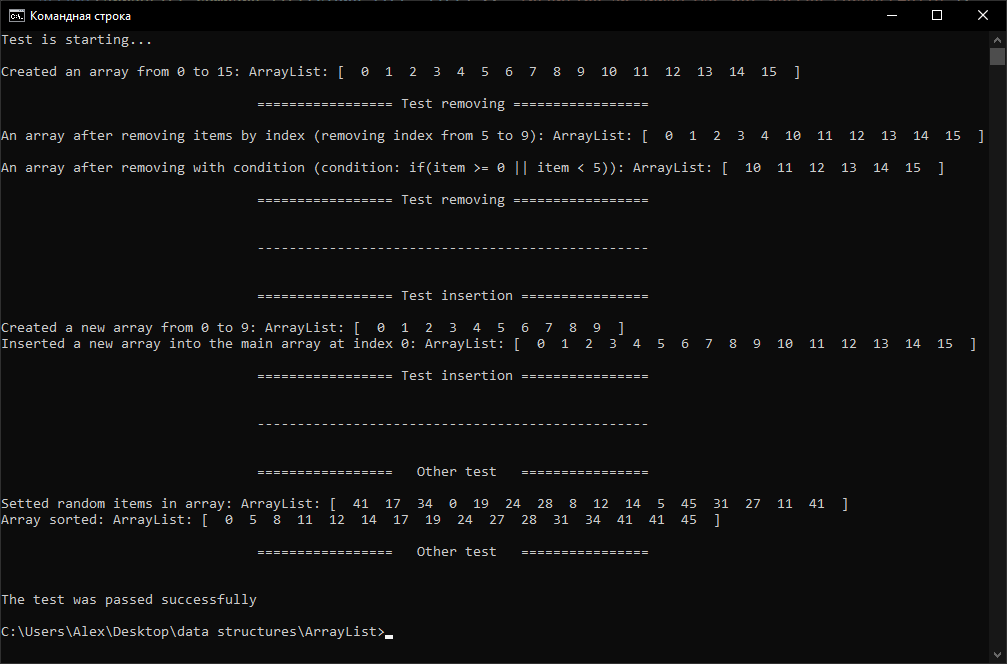 Командная строка
Test is starting...
Created an array from 0 to 15: ArrayList: [  0  1  2  3  4  5  6  7  8  9  10  11  12  13  14  15  ]
================= Test removing =================
An array after removing items by index (removing index from 5 to 9): ArrayList: [  0  1  2  3  4  10  11  12  13  14  15  ]
An array after removing with condition (condition: if(item >= 0 || item < 5)): ArrayList: [  10  11  12  13  14  15  ]
================= Test removing =================
-------------------------------------------------
================= Test insertion ================
Created a new array from 0 to 9: ArrayList: [  0  1  2  3  4  5  6  7  8  9  ]
Inserted a new array into the main array at index 0: ArrayList: [  0  1  2  3  4  5  6  7  8  9  10  11  12  13  14  15  ]
================= Test insertion ================
-------------------------------------------------
=================   Other test   ================
Setted random items in array: ArrayList: [  41  17  34  0  19  24  28  8  12  14  5  45  31  27  11  41  ]
Array sorted: ArrayList: [  0  5  8  11  12  14  17  19  24  27  28  31  34  41  41  45  ]
=================   Other test   ================
The test was passed successfully
C:\Users\Alex\Desktop\data structures\ArrayList>